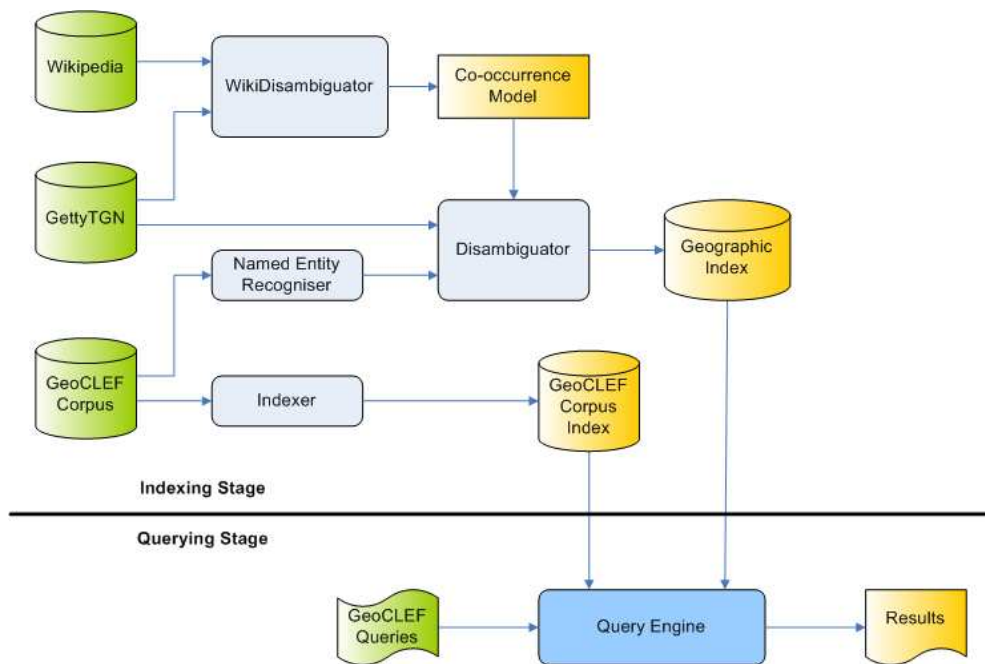 Wikipedia
WikiDisambiguator
Co-occurrence
Model
GettyTGN
Disambiguator
Geographic
Index
Named Entity
Recogniser
GeoCLEF
Corpus
Indexer
GeoCLEF
Corpus
Index
Indexing Stage
Querying Stage
GeoCLEF
Queries
Query Engine
Results